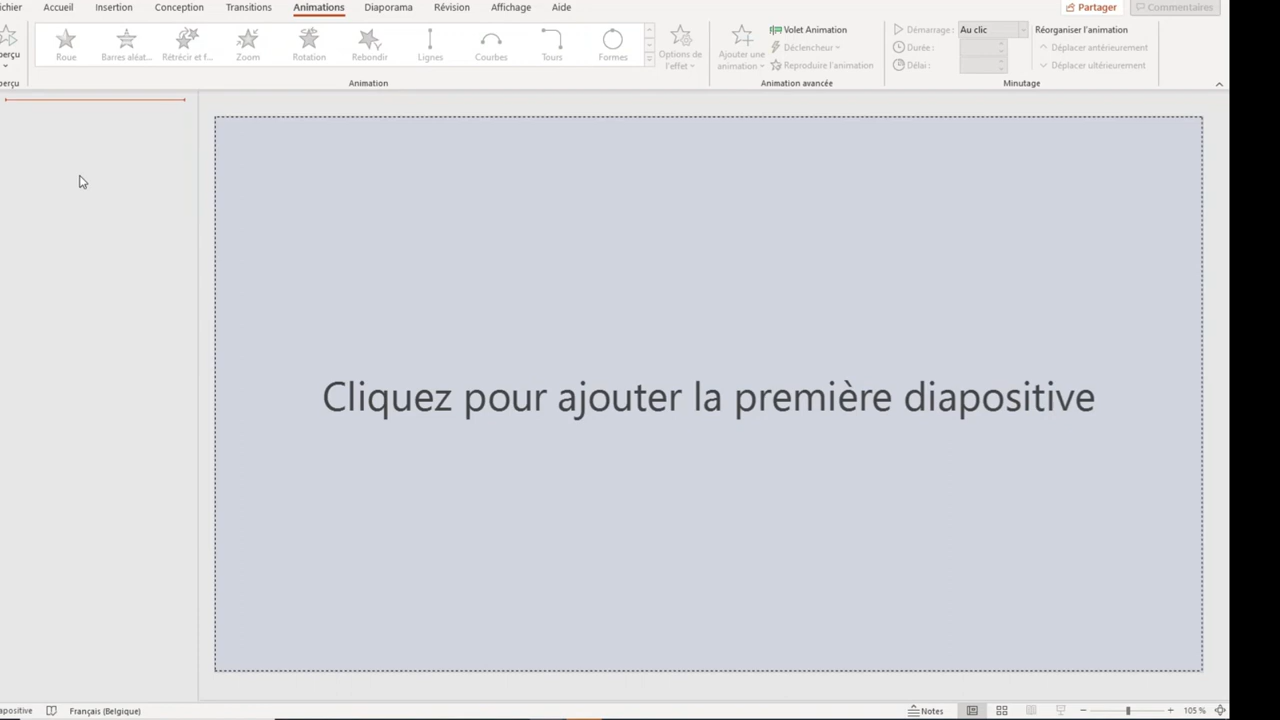 ichier Accueil Insertion Conception Transitions Animations Diaporama Révision Affichage Aide Partager Commentaires
erçu Roue Barres aléat... Rétrécir et f... Zoom Rotation Rebondir Lignes Courbes Tours Formes
Options de l'effet
Ajouter une animation
Volet Animation
Déclencheur
Reproduire l'animation
Démarrage : Au clic
Durée :
Délai :
Réorganiser l'animation
Déplacer antérieurement
Déplacer ultérieurement
erçu Animation Animation avancée Minutage
Cliquez pour ajouter la première diapositive
apositive Français (Belgique) Notes 105 %